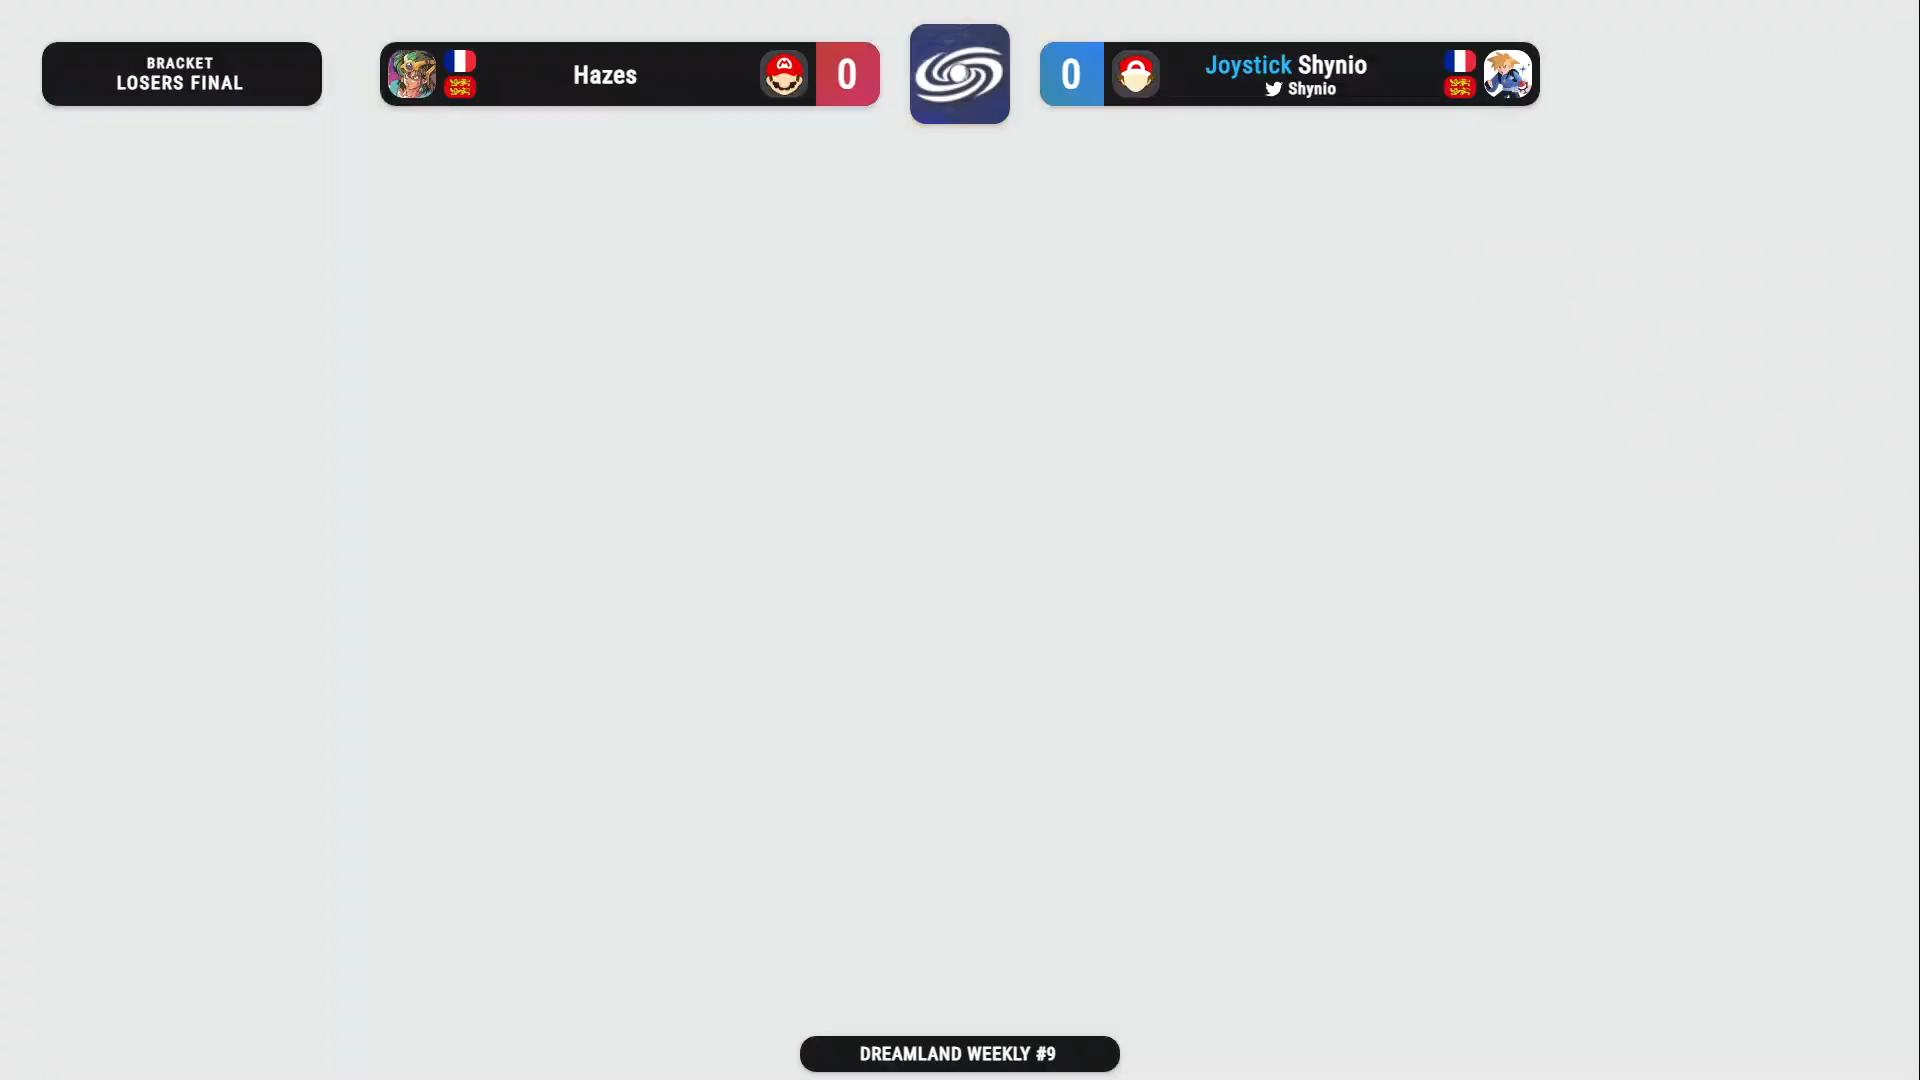 BRACKET
LOSERS FINAL
Hazes
0
0
Joystick Shynio
Shynio
DREAMLAND WEEKLY #9